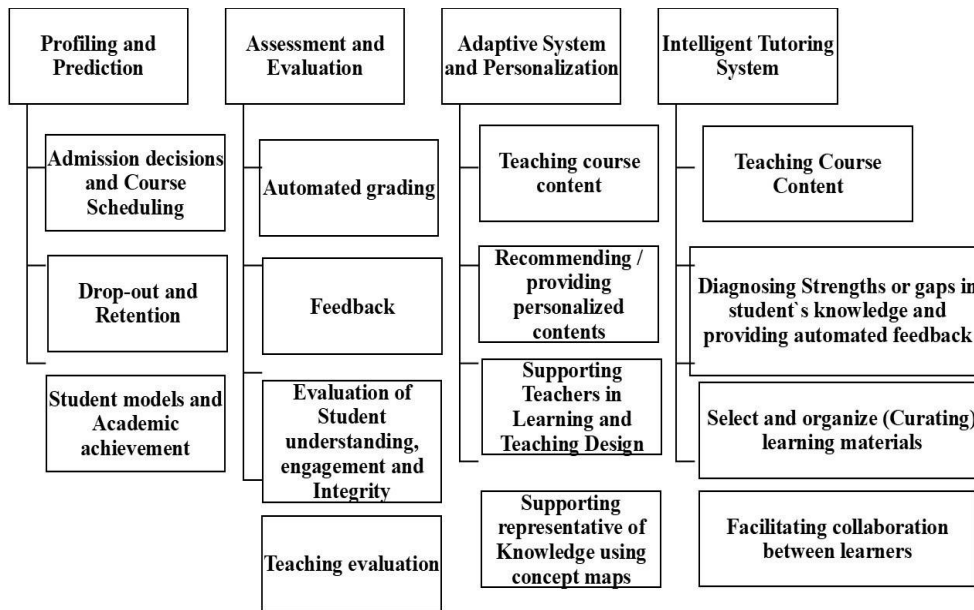 Profiling and
Prediction
Admission decisions
and Course
Scheduling
Drop-out and
Retention
Student models and
Academic
achievement
Assessment and
Evaluation
Automated grading
Feedback
Evaluation of
Student
understanding,
engagement and
Integrity
Teaching evaluation
Adaptive System
and Personalization
Teaching course
content
Recommending /
providing
personalized
contents
Supporting
Teachers in
Learning and
Teaching Design
Supporting
representative of
Knowledge using
concept maps
Intelligent Tutoring
System
Teaching Course
Content
Diagnosing Strengths or gaps in
student`s knowledge and
providing automated feedback
Select and organize (Curating)
learning materials
Facilitating collaboration
between learners